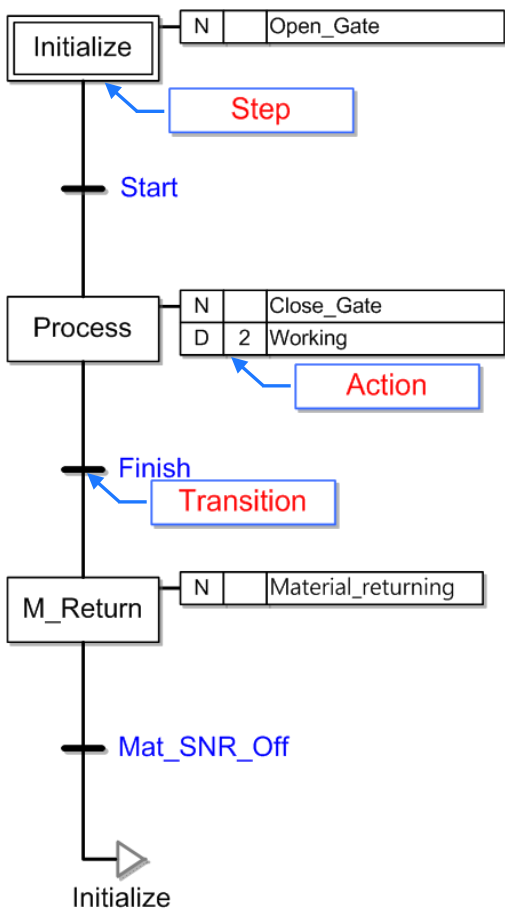 Initialize
N Open_Gate
Step
Start
Process
N Close_Gate
D 2 Working
Action
Finish
Transition
M_Return
N Material_returning
Mat_SNR_Off
Initialize